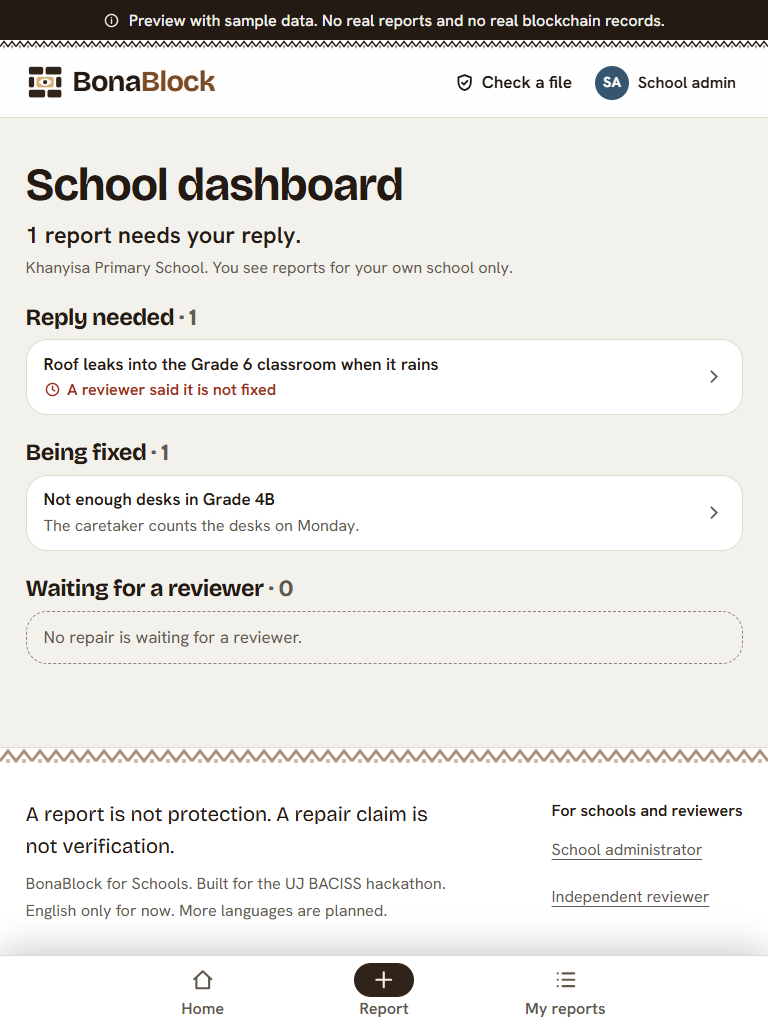 Preview with sample data. No real reports and no real blockchain records.
BonaBlock
Check a file
SA
School admin
School dashboard
1 report needs your reply.
Khanyisa Primary School. You see reports for your own school only.
Reply needed · 1
Roof leaks into the Grade 6 classroom when it rains
A reviewer said it is not fixed
Being fixed · 1
Not enough desks in Grade 4B
The caretaker counts the desks on Monday.
Waiting for a reviewer · 0
No repair is waiting for a reviewer.
A report is not protection. A repair claim is
not verification.
BonaBlock for Schools. Built for the UJ BACISS hackathon.
English only for now. More languages are planned.
For schools and reviewers
School administrator
Independent reviewer
Home
Report
My reports